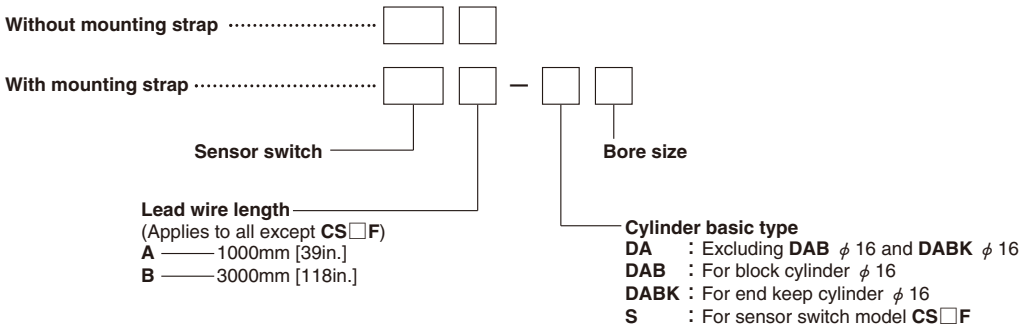 Without mounting strap ‥‥‥‥‥‥‥‥ □ □
With mounting strap ‥‥‥‥‥‥‥‥‥‥ □ □ – □ □
Sensor switch
Bore size
Lead wire length
(Applies to all except CS□F)
A — 1000mm [39in.]
B — 3000mm [118in.]
Cylinder basic type
DA : Excluding DAB φ 16 and DABK φ 16
DAB : For block cylinder φ 16
DABK : For end keep cylinder φ 16
S : For sensor switch model CS□F